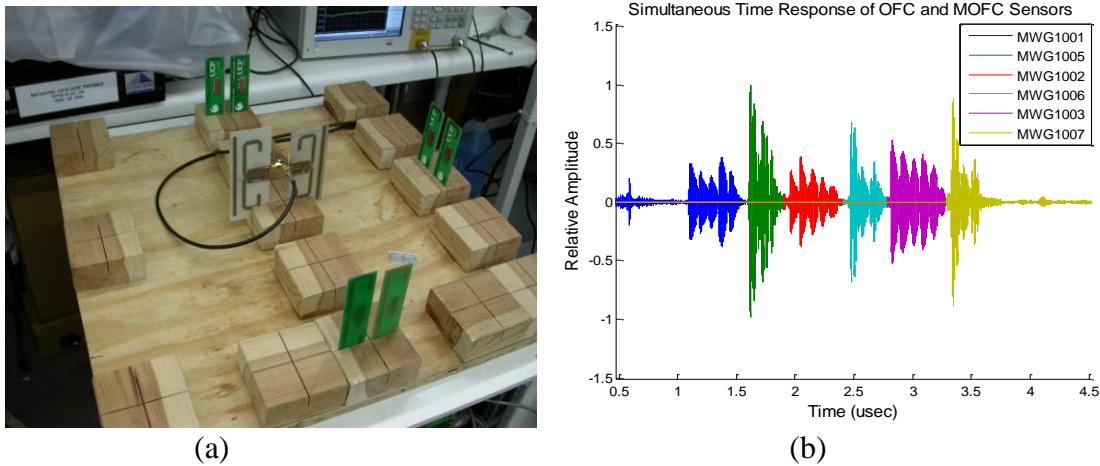 UCF
UCF
Simultaneous Time Response of OFC and MOFC Sensors
MWG1001
MWG1005
MWG1002
MWG1006
MWG1003
MWG1007
1.5
1
0.5
0
-0.5
-1
-1.5
Relative Amplitude
0.5
1
1.5
2
2.5
3
3.5
4
4.5
Time (usec)
(a)
(b)